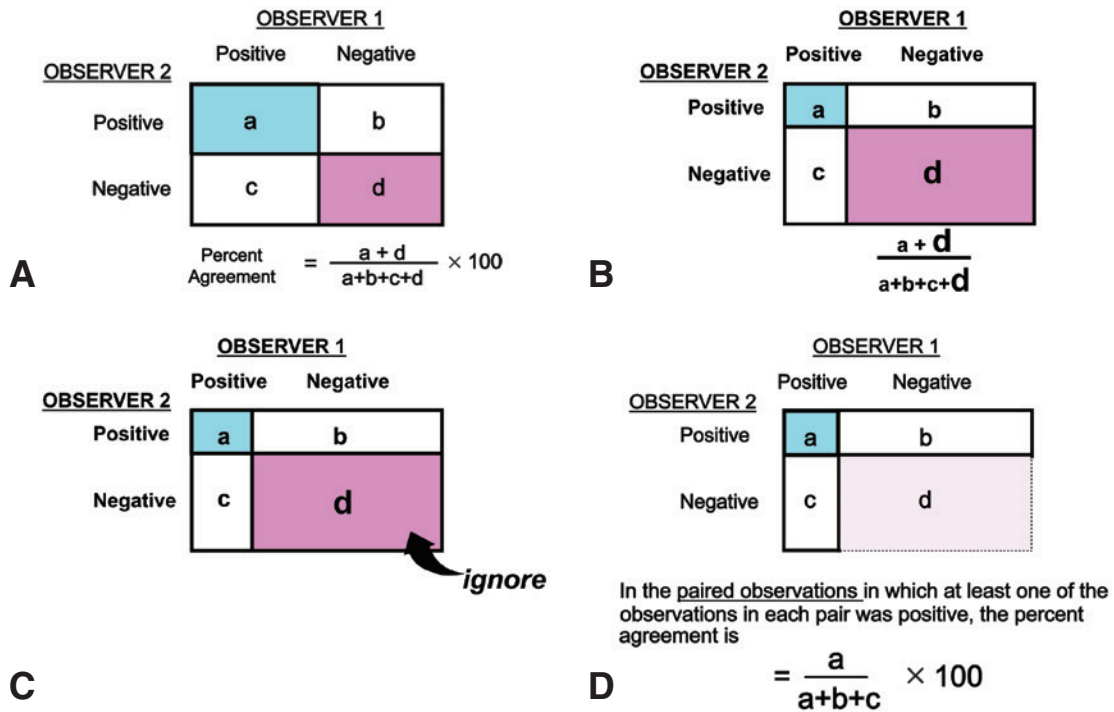 OBSERVER 1
Positive Negative
OBSERVER 2
Positive a b
Negative c d
Percent Agreement = a + d / a+b+c+d × 100
A
OBSERVER 1
Positive Negative
OBSERVER 2
Positive a b
Negative c d
a + d
a+b+c+d
B
OBSERVER 1
Positive Negative
OBSERVER 2
Positive a b
Negative c d
ignore
C
OBSERVER 1
Positive Negative
OBSERVER 2
Positive a b
Negative c d
In the paired observations in which at least one of the
observations in each pair was positive, the percent
agreement is
= a / a+b+c × 100
D